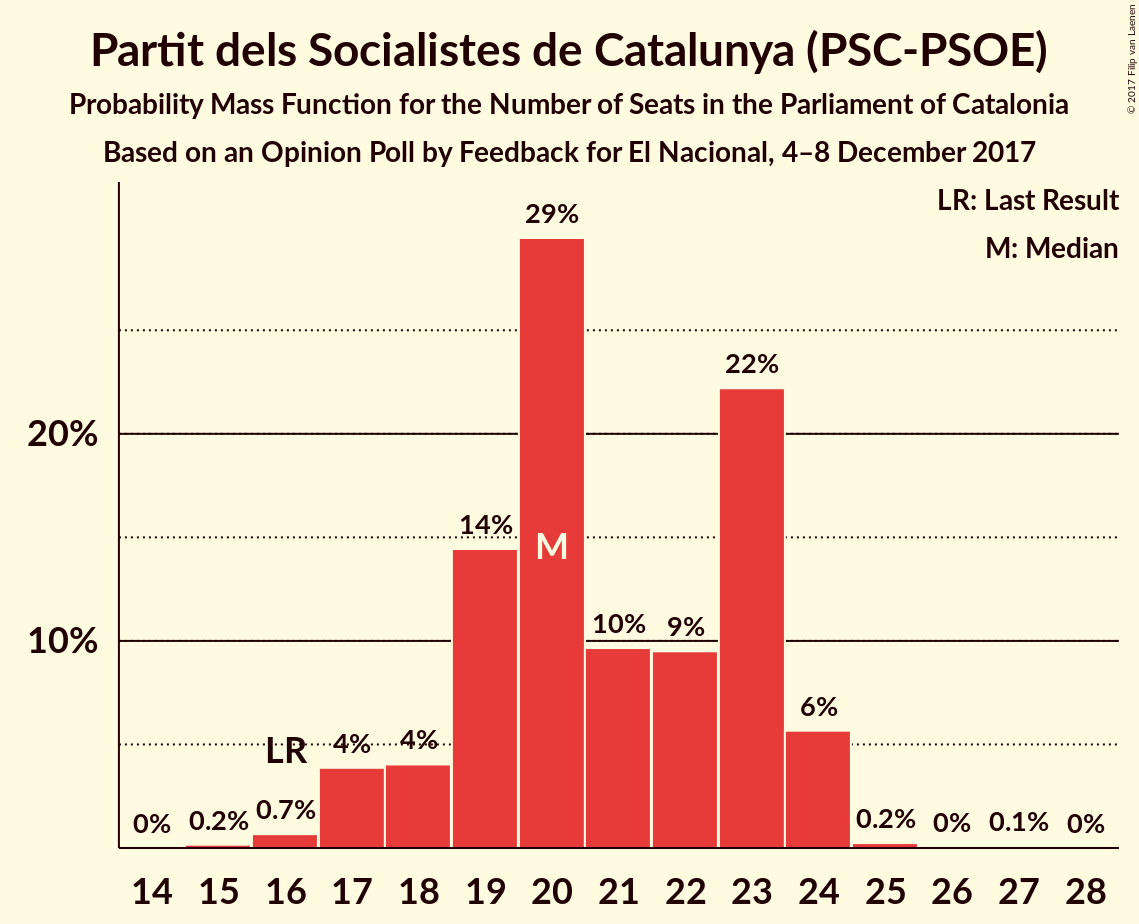 Partit dels Socialistes de Catalunya (PSC-PSOE)
Probability Mass Function for the Number of Seats in the Parliament of Catalonia
Based on an Opinion Poll by Feedback for El Nacional, 4–8 December 2017
© 2017 Filip van Laenen
LR: Last Result
M: Median
29%
22%
20%
14%
M
10%
10%
9%
6%
LR
4%
4%
0%
0.2%
0.7%
0.2%
0%
0.1%
0%
14 15 16 17 18 19 20 21 22 23 24 25 26 27 28